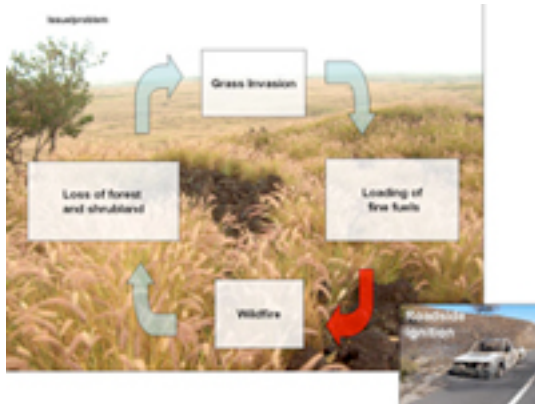 Issue/problem
Grass Invasion
Loss of forest
and shrubland
Loading of
fine fuels
Wildfire
Roadside
Ignition